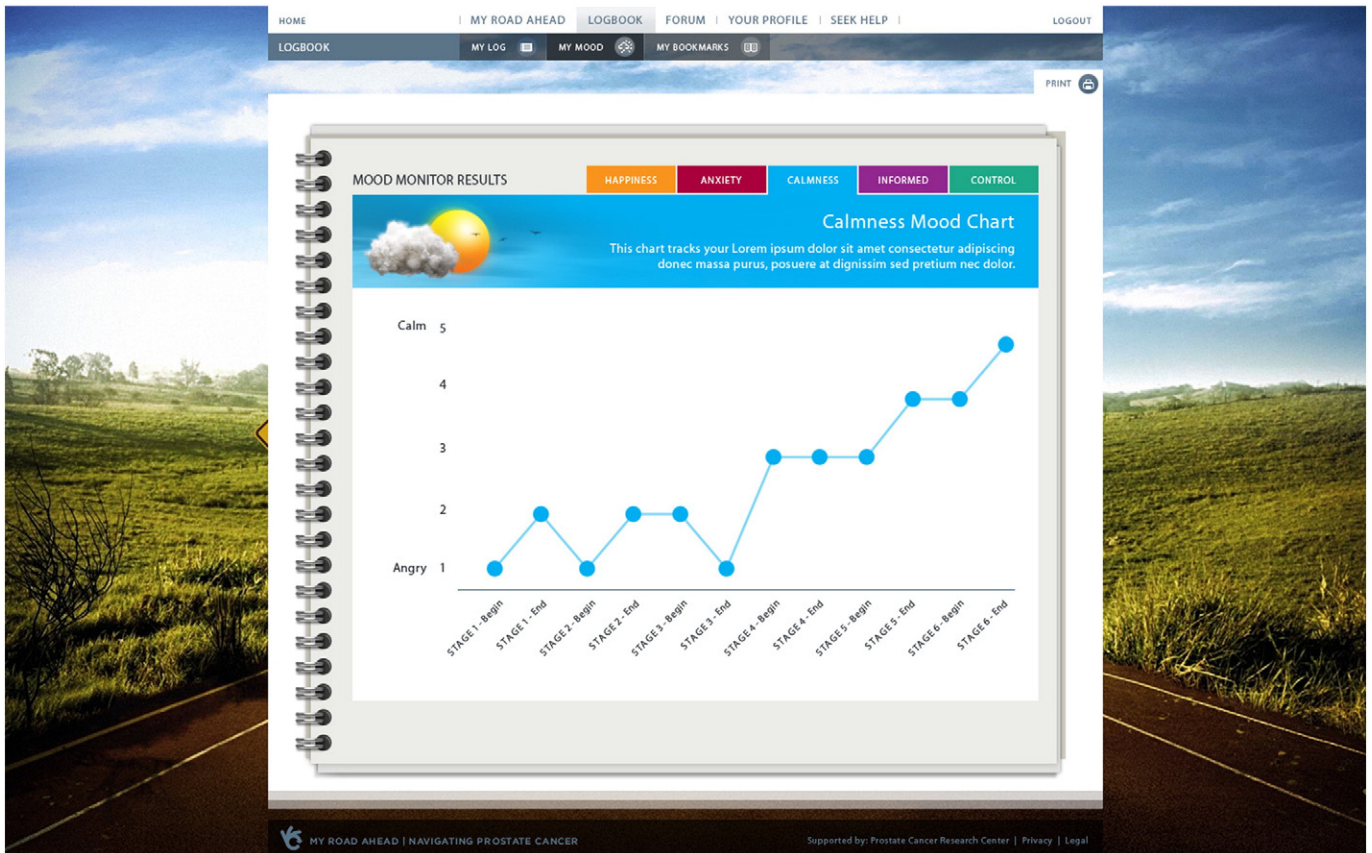 HOME
MY ROAD AHEAD
LOGBOOK
FORUM
YOUR PROFILE
SEEK HELP
LOGOUT
LOGBOOK
MY LOG
MY MOOD
MY BOOKMARKS
PRINT
MOOD MONITOR RESULTS
HAPPINESS
ANXIETY
CALMNESS
INFORMED
CONTROL
Calmness Mood Chart
This chart tracks your Lorem ipsum dolor sit amet consectetur adipiscing
donec massa purus, posuere at dignissim sed pretium nec dolor.
Calm 5
4
3
2
Angry 1
STAGE 1 - Begin
STAGE 1 - End
STAGE 2 - Begin
STAGE 2 - End
STAGE 3 - Begin
STAGE 3 - End
STAGE 4 - Begin
STAGE 4 - End
STAGE 5 - Begin
STAGE 5 - End
STAGE 6 - Begin
STAGE 6 - End
MY ROAD AHEAD | NAVIGATING PROSTATE CANCER
Supported by: Prostate Cancer Research Center | Privacy | Legal